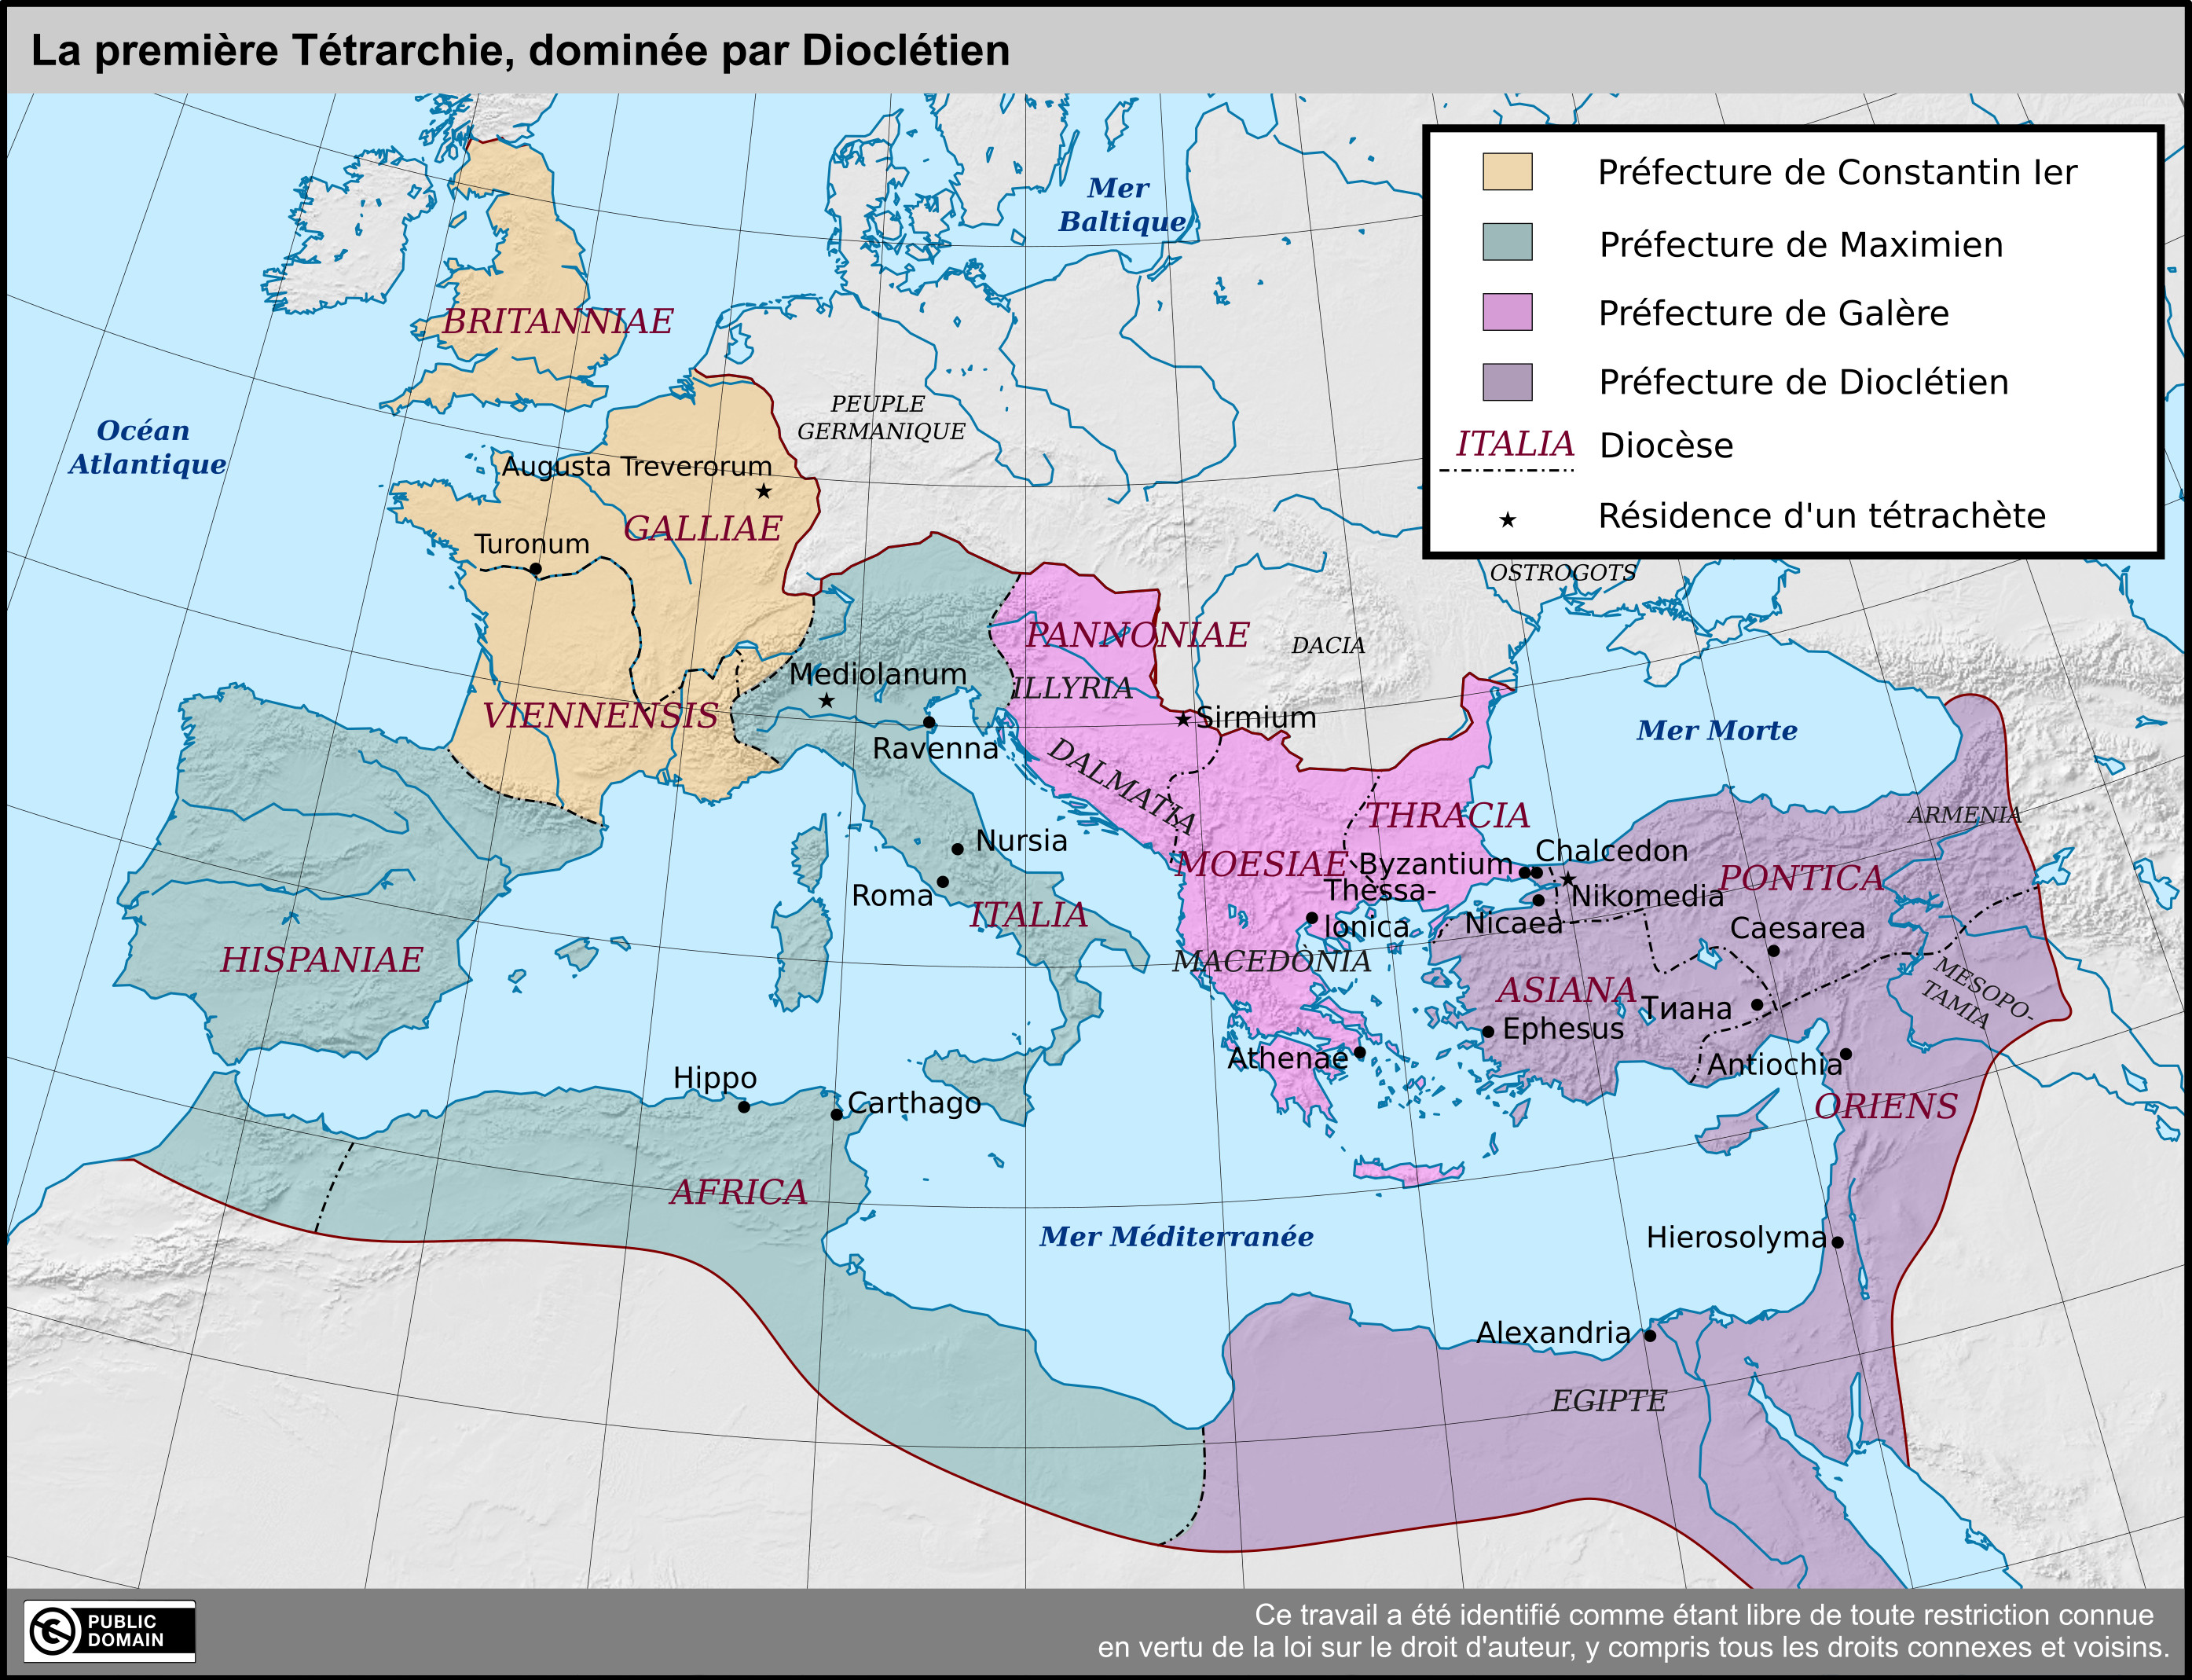 La première Tétrarchie, dominée par Dioclétien
Préfecture de Constantin Ier
Préfecture de Maximien
Préfecture de Galère
Préfecture de Dioclétien
ITALIA Diocèse
Résidence d'un tétrachète
Mer
Baltique
Océan
Atlantique
BRITANNIAE
PEUPLE
GERMANIQUE
Augusta Treverorum
GALLIAE
Turonum
VIENNENSIS
OSTROGOTS
DACIA
PANNONIAE
ILLYRIA
Mediolanum
Ravenna
Sirmium
DALMATIA
Mer Morte
ARMENIA
THRACIA
MOESIAE
Byzantium
Chalcedon
Nikomedia
Nicaea
PONTICA
Caesarea
Thessa-
lonica
MACEDONIA
Nursia
Roma
ITALIA
HISPANIAE
ASIANA
Тиана
MESOPO-
TAMIA
Ephesus
Athenae
Antiochia
ORIENS
Hippo
Carthago
AFRICA
Mer Méditerranée
Hierosolyma
Alexandria
EGIPTE
PUBLIC
DOMAIN
Ce travail a été identifié comme étant libre de toute restriction connue
en vertu de la loi sur le droit d'auteur, y compris tous les droits connexes et voisins.